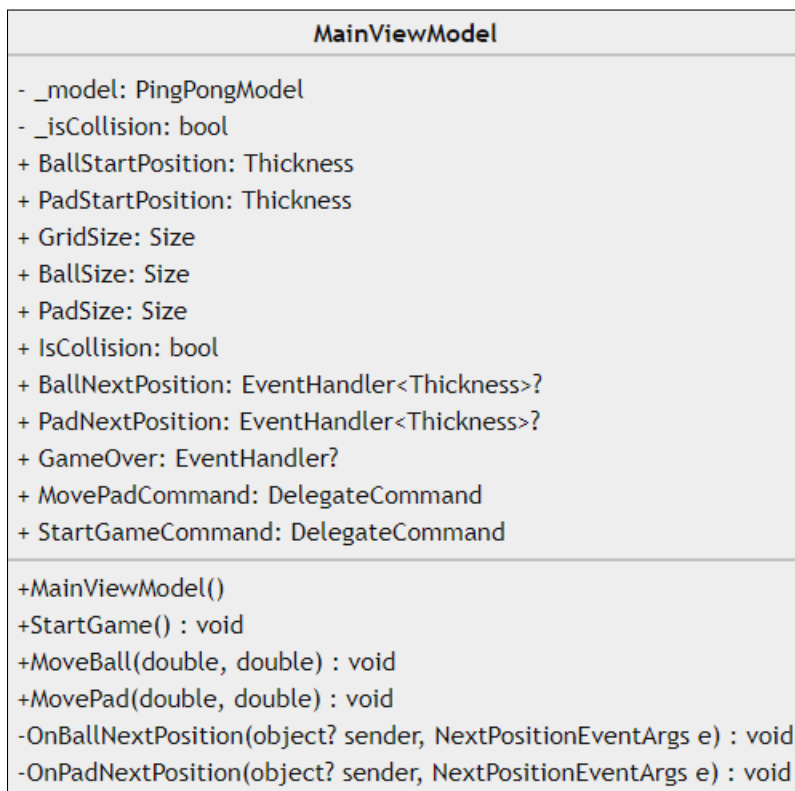 MainViewModel
- _model: PingPongModel
- _isCollision: bool
+ BallStartPosition: Thickness
+ PadStartPosition: Thickness
+ GridSize: Size
+ BallSize: Size
+ PadSize: Size
+ IsCollision: bool
+ BallNextPosition: EventHandler<Thickness>?
+ PadNextPosition: EventHandler<Thickness>?
+ GameOver: EventHandler?
+ MovePadCommand: DelegateCommand
+ StartGameCommand: DelegateCommand
+MainViewModel()
+StartGame() : void
+MoveBall(double, double) : void
+MovePad(double, double) : void
-OnBallNextPosition(object? sender, NextPositionEventArgs e) : void
-OnPadNextPosition(object? sender, NextPositionEventArgs e) : void